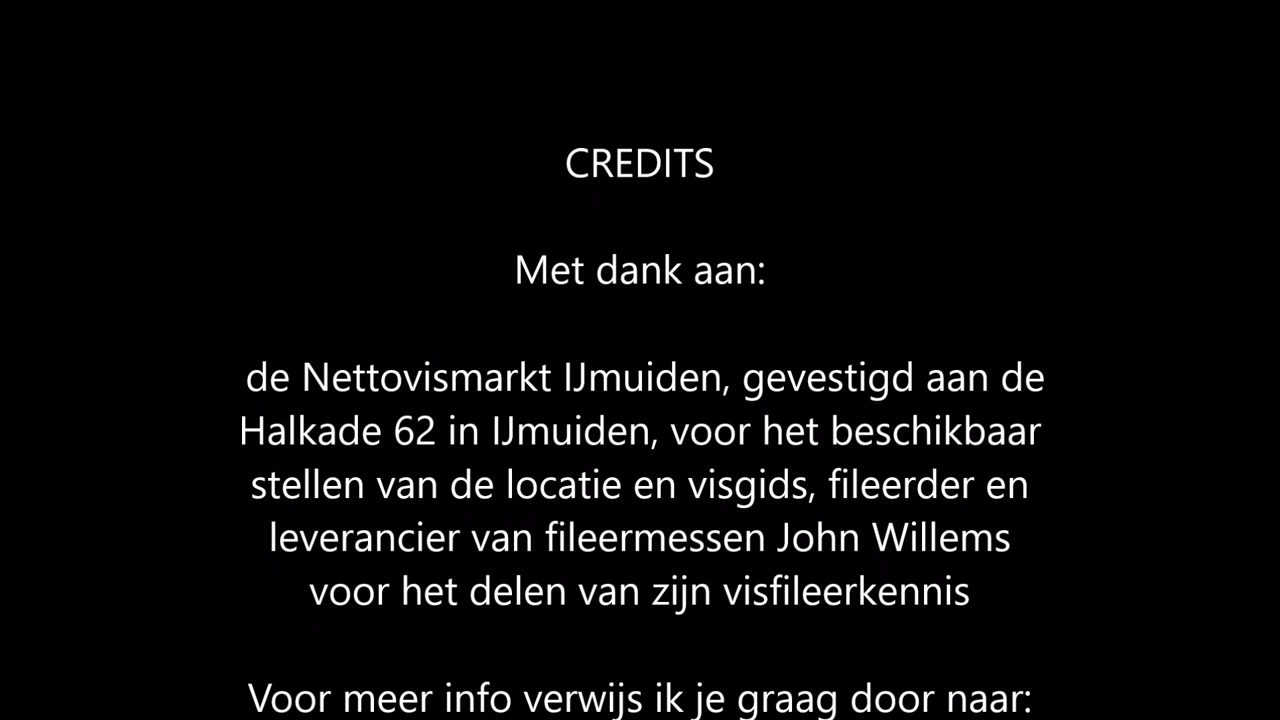 CREDITS
Met dank aan:
de Nettovismarkt IJmuiden, gevestigd aan de
Halkade 62 in IJmuiden, voor het beschikbaar
stellen van de locatie en visgids, fileerder en
leverancier van fileermessen John Willems
voor het delen van zijn visfileerkennis
Voor meer info verwijs ik je graag door naar: